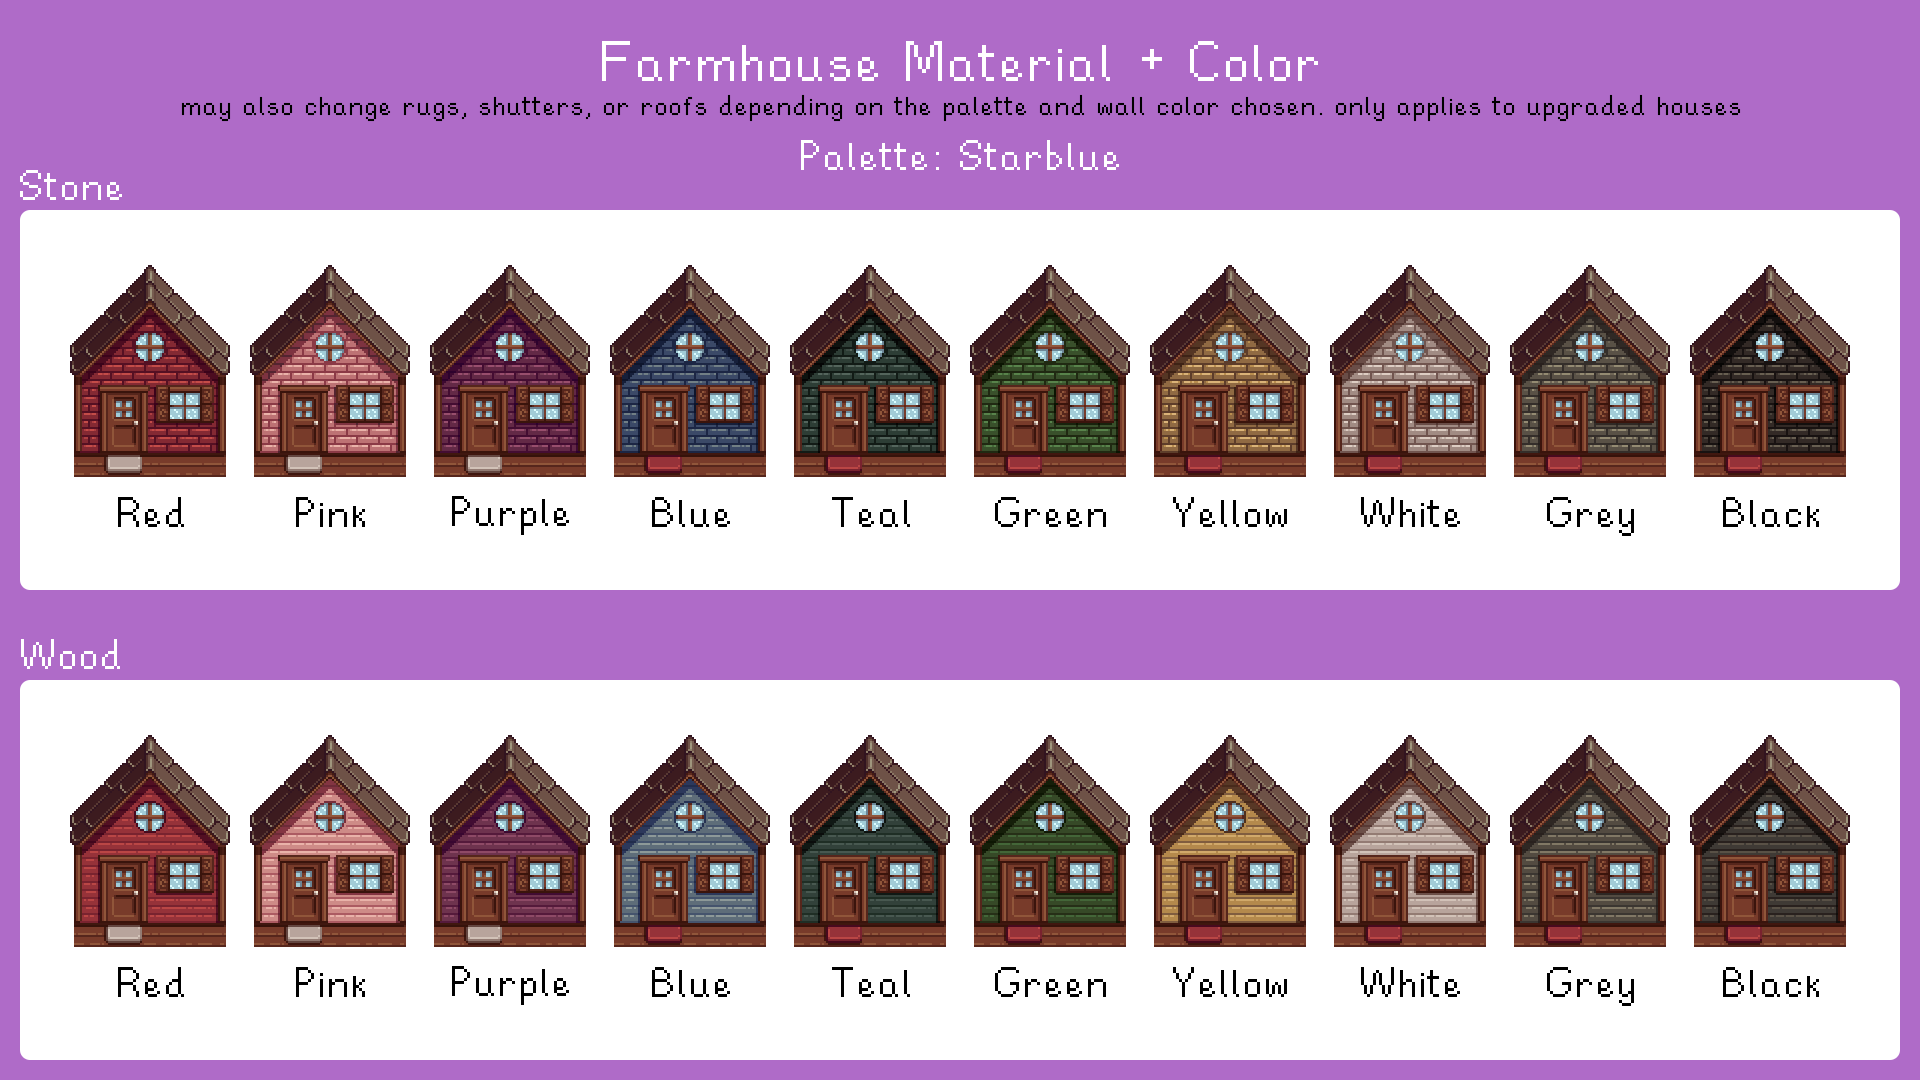 Farmhouse Material + Color
may also change rugs, shutters, or roofs depending on the palette and wall color chosen. only applies to upgraded houses
Palette: Starblue
Stone
Red Pink Purple Blue Teal Green Yellow White Grey Black
Wood
Red Pink Purple Blue Teal Green Yellow White Grey Black